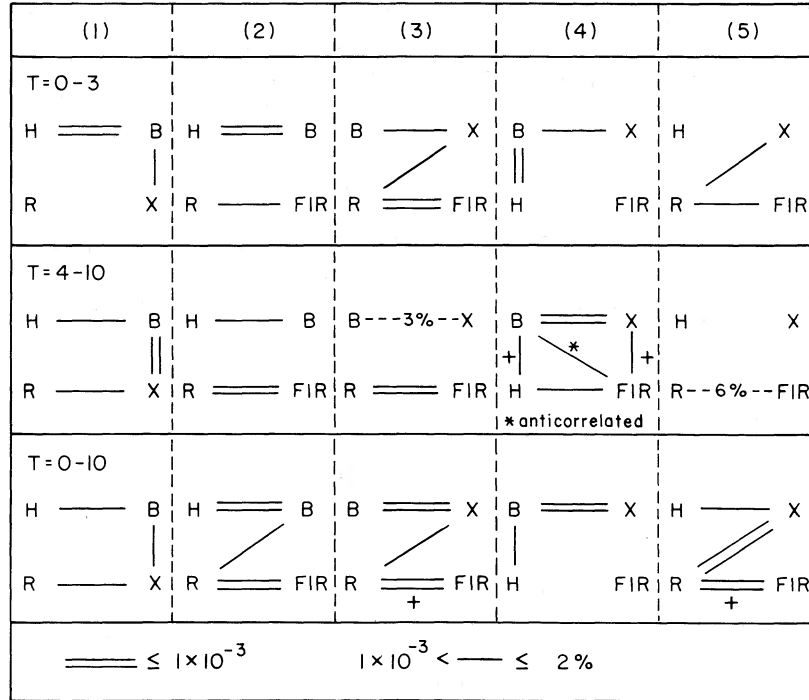 (1) (2) (3) (4) (5)
T=0-3
H B H B B X B X H X
R X R FIR R FIR H FIR R FIR
T=4-10
H B H B B 3% X B X H X
* + +
R X R FIR R FIR H FIR R 6% FIR
* anticorrelated
T=0-10
H B H B B X B X H X
R X R FIR R FIR H FIR R FIR
+ +
≤ 1×10⁻³ 1×10⁻³ < — ≤ 2%